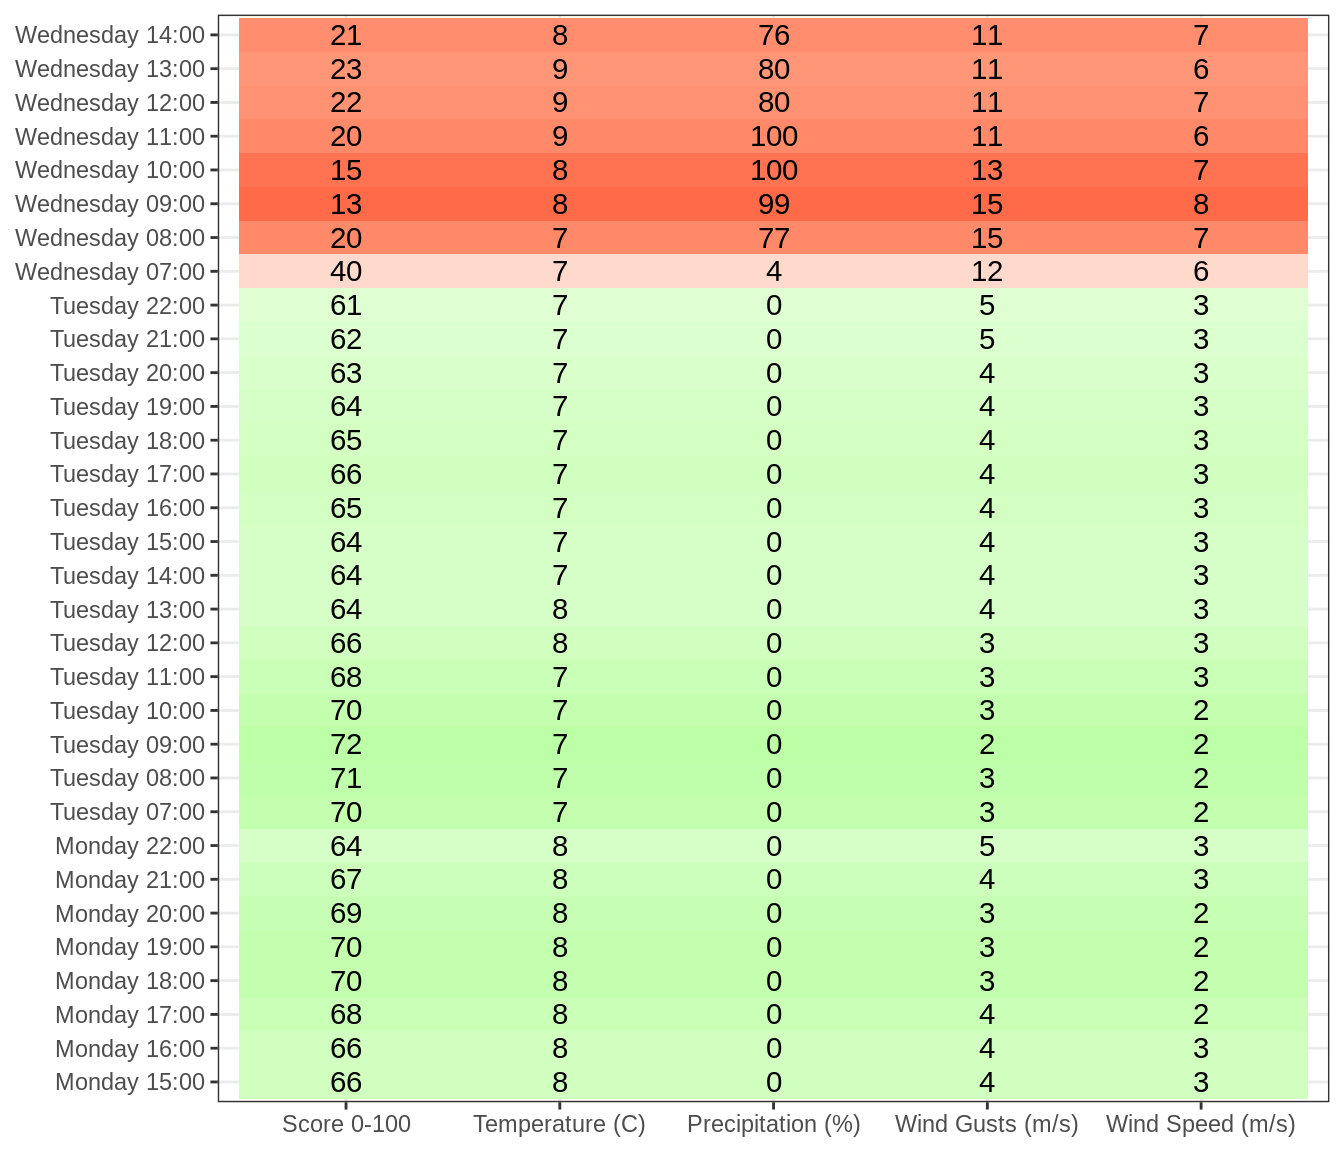 Wednesday 14:00 21 8 76 11 7
Wednesday 13:00 23 9 80 11 6
Wednesday 12:00 22 9 80 11 7
Wednesday 11:00 20 9 100 11 6
Wednesday 10:00 15 8 100 13 7
Wednesday 09:00 13 8 99 15 8
Wednesday 08:00 20 7 77 15 7
Wednesday 07:00 40 7 4 12 6
Tuesday 22:00 61 7 0 5 3
Tuesday 21:00 62 7 0 5 3
Tuesday 20:00 63 7 0 4 3
Tuesday 19:00 64 7 0 4 3
Tuesday 18:00 65 7 0 4 3
Tuesday 17:00 66 7 0 4 3
Tuesday 16:00 65 7 0 4 3
Tuesday 15:00 64 7 0 4 3
Tuesday 14:00 64 7 0 4 3
Tuesday 13:00 64 8 0 4 3
Tuesday 12:00 66 8 0 3 3
Tuesday 11:00 68 7 0 3 3
Tuesday 10:00 70 7 0 3 2
Tuesday 09:00 72 7 0 2 2
Tuesday 08:00 71 7 0 3 2
Tuesday 07:00 70 7 0 3 2
Monday 22:00 64 8 0 5 3
Monday 21:00 67 8 0 4 3
Monday 20:00 69 8 0 3 2
Monday 19:00 70 8 0 3 2
Monday 18:00 70 8 0 3 2
Monday 17:00 68 8 0 4 2
Monday 16:00 66 8 0 4 3
Monday 15:00 66 8 0 4 3
Score 0-100 Temperature (C) Precipitation (%) Wind Gusts (m/s) Wind Speed (m/s)